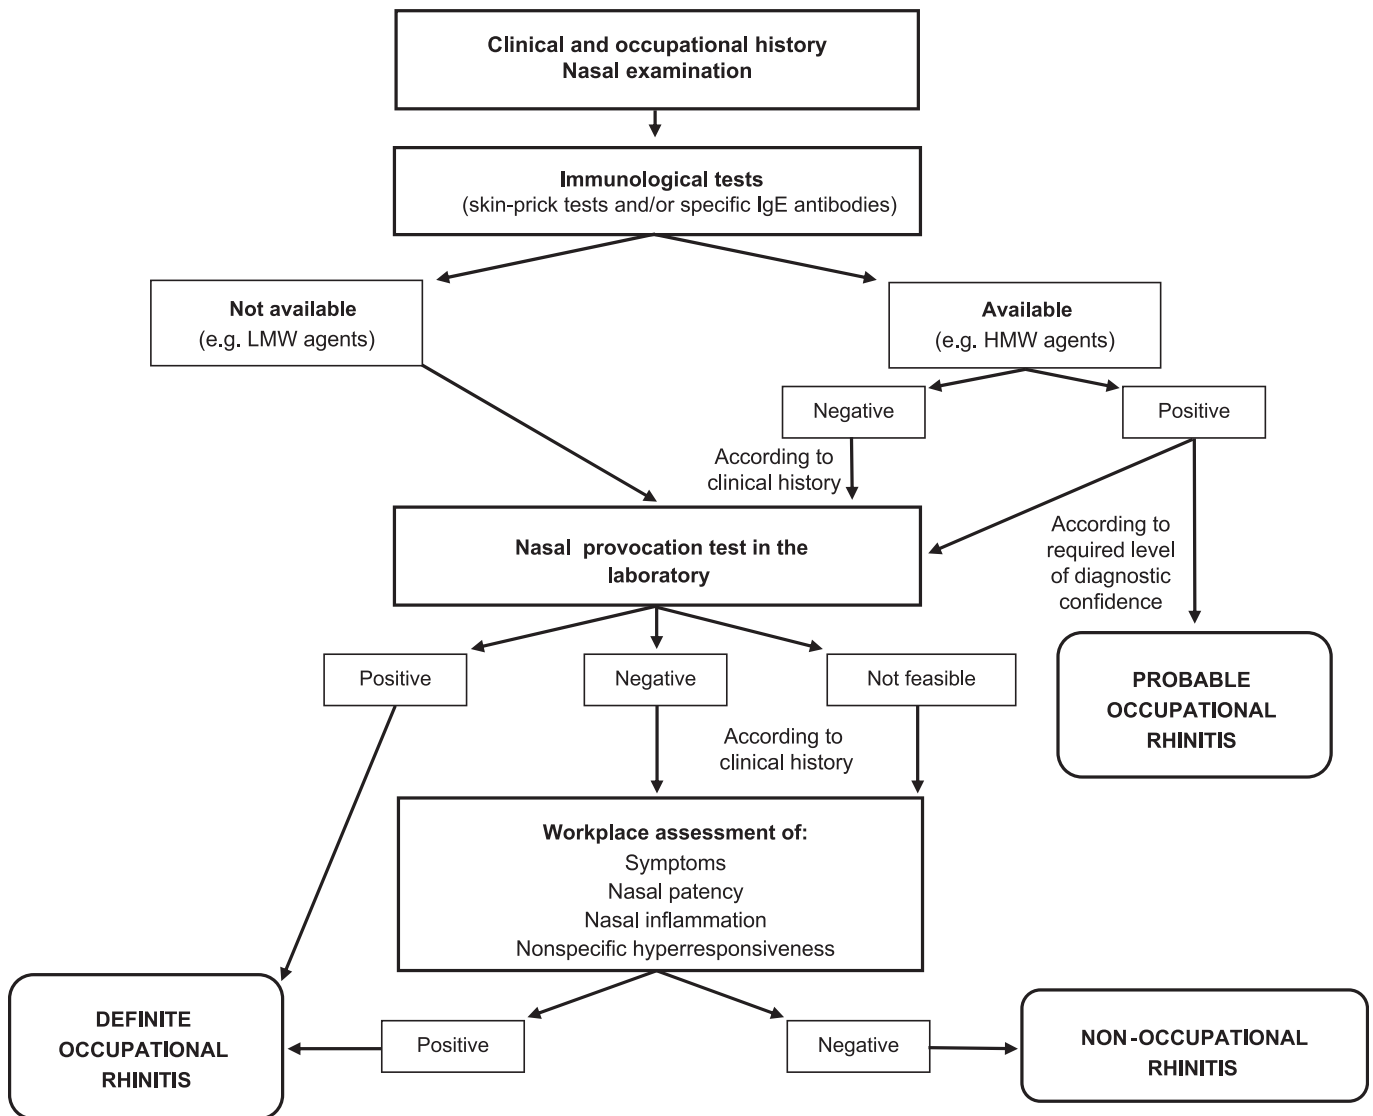 Clinical and occupational history
Nasal examination
Immunological tests
(skin-prick tests and/or specific IgE antibodies)
Not available
(e.g. LMW agents)
Available
(e.g. HMW agents)
Negative
Positive
According to
clinical history
According to
required level
of diagnostic
confidence
Nasal provocation test in the
laboratory
Positive
Negative
Not feasible
PROBABLE
OCCUPATIONAL
RHINITIS
According to
clinical history
Workplace assessment of:
Symptoms
Nasal patency
Nasal inflammation
Nonspecific hyperresponsiveness
DEFINITE
OCCUPATIONAL
RHINITIS
Positive
Negative
NON-OCCUPATIONAL
RHINITIS